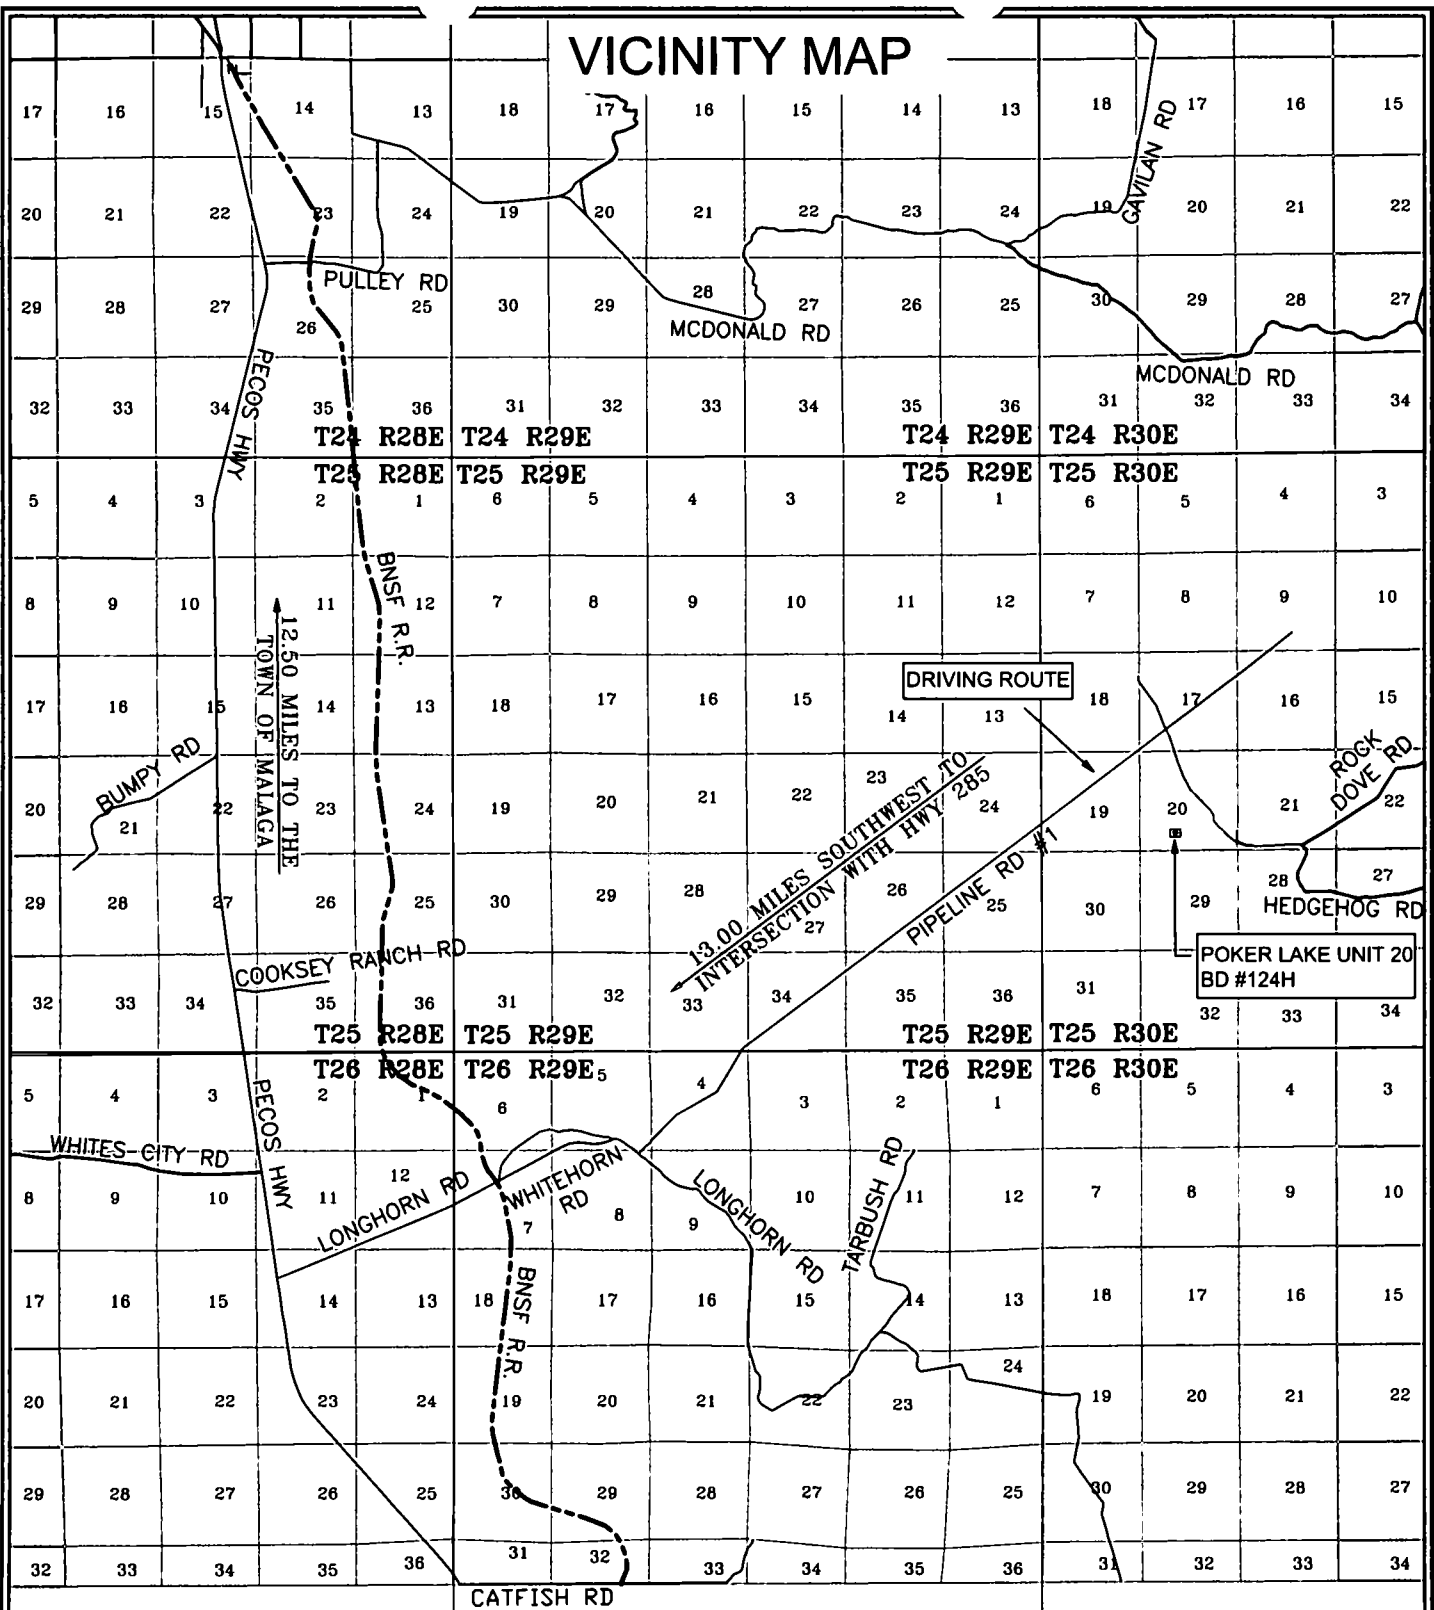 VICINITY MAP
17 16 15 14 13 18 17 16 15 14 13 18 17 16 15
GAVILAN RD
20 21 22 23 24 19 20 21 22 23 24 19 20 21 22
PULLEY RD
29 28 27 26 25 30 29 28 27 26 25 30 29 28 27
MCDONALD RD
MCDONALD RD
PECOS HWY
32 33 34 35 36 31 32 33 34 35 36 31 32 33 34
T24 R28E T24 R29E
T24 R29E T24 R30E
T25 R28E T25 R29E
T25 R29E T25 R30E
5 4 3 2 1 6 5 4 3 2 1 6 5 4 3
BNSF R.R.
8 9 10 11 12 7 8 9 10 11 12 7 8 9 10
12.50 MILES TO THE
TOWN OF MALAGA
DRIVING ROUTE
17 16 15 14 13 18 17 16 15 14 13 18 17 16 15
BUMPY RD
ROCK
DOVE RD
20 21 22 23 24 19 20 21 22 23 24 19 20 21 22
13.00 MILES SOUTHWEST TO
INTERSECTION WITH HWY 285
PIPELINE RD #1
29 28 27 26 25 30 29 28 27 26 25 30 29 28 27
HEDGEHOG RD
POKER LAKE UNIT 20
BD #124H
COOKSEY RANCH RD
32 33 34 35 36 31 32 33 34 35 36 31 32 33 34
T25 R28E T25 R29E
T25 R29E T25 R30E
T26 R28E T26 R29E
T26 R29E T26 R30E
5 4 3 2 1 6 5 4 3 2 1 6 5 4 3
WHITES CITY RD
PECOS HWY
LONGHORN RD
WHITEHORN
RD
LONGHORN RD
TARBUSH RD
8 9 10 11 12 7 8 9 10 11 12 7 8 9 10
BNSF R.R.
17 16 15 14 13 18 17 16 15 14 13 18 17 16 15
20 21 22 23 24 19 20 21 22 23 24 19 20 21 22
29 28 27 26 25 30 29 28 27 26 25 30 29 28 27
32 33 34 35 36 31 32 33 34 35 36 31 32 33 34
CATFISH RD